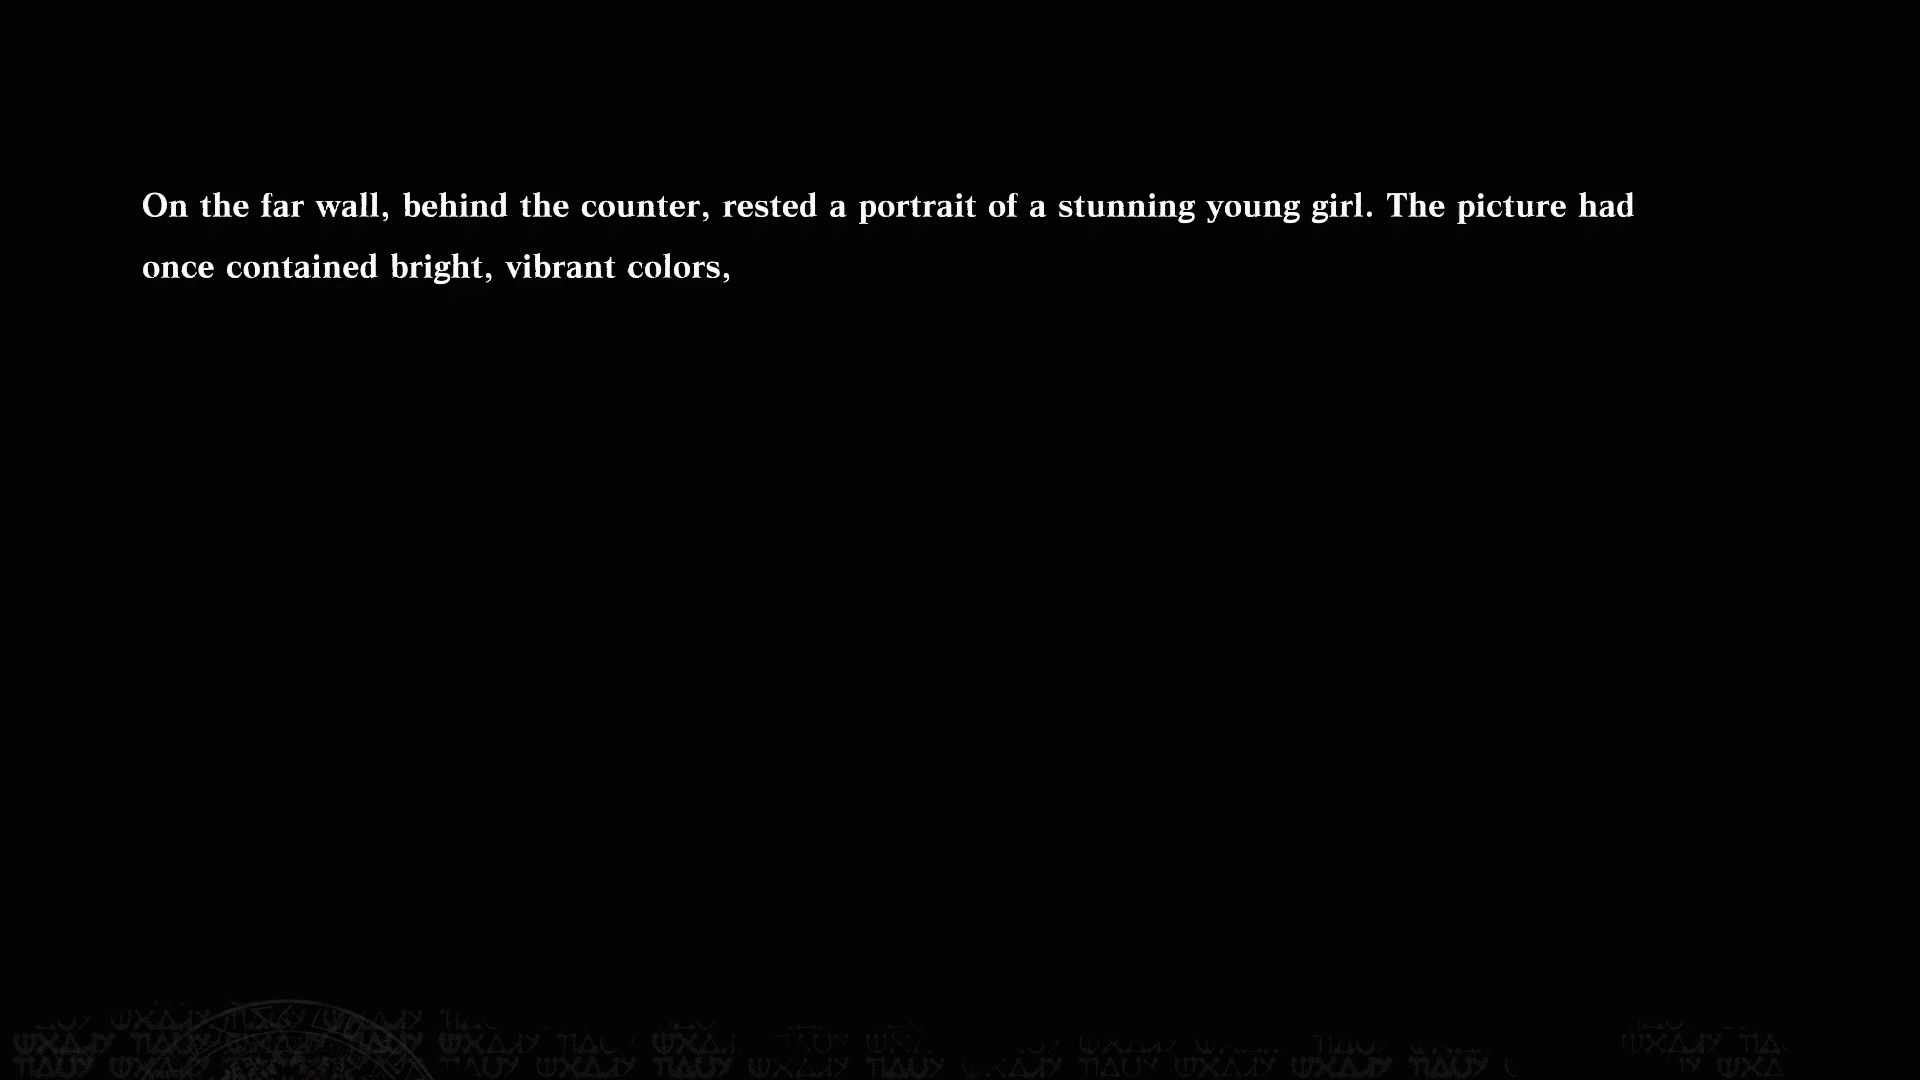 On the far wall, behind the counter, rested a portrait of a stunning young girl. The picture had
once contained bright, vibrant colors,